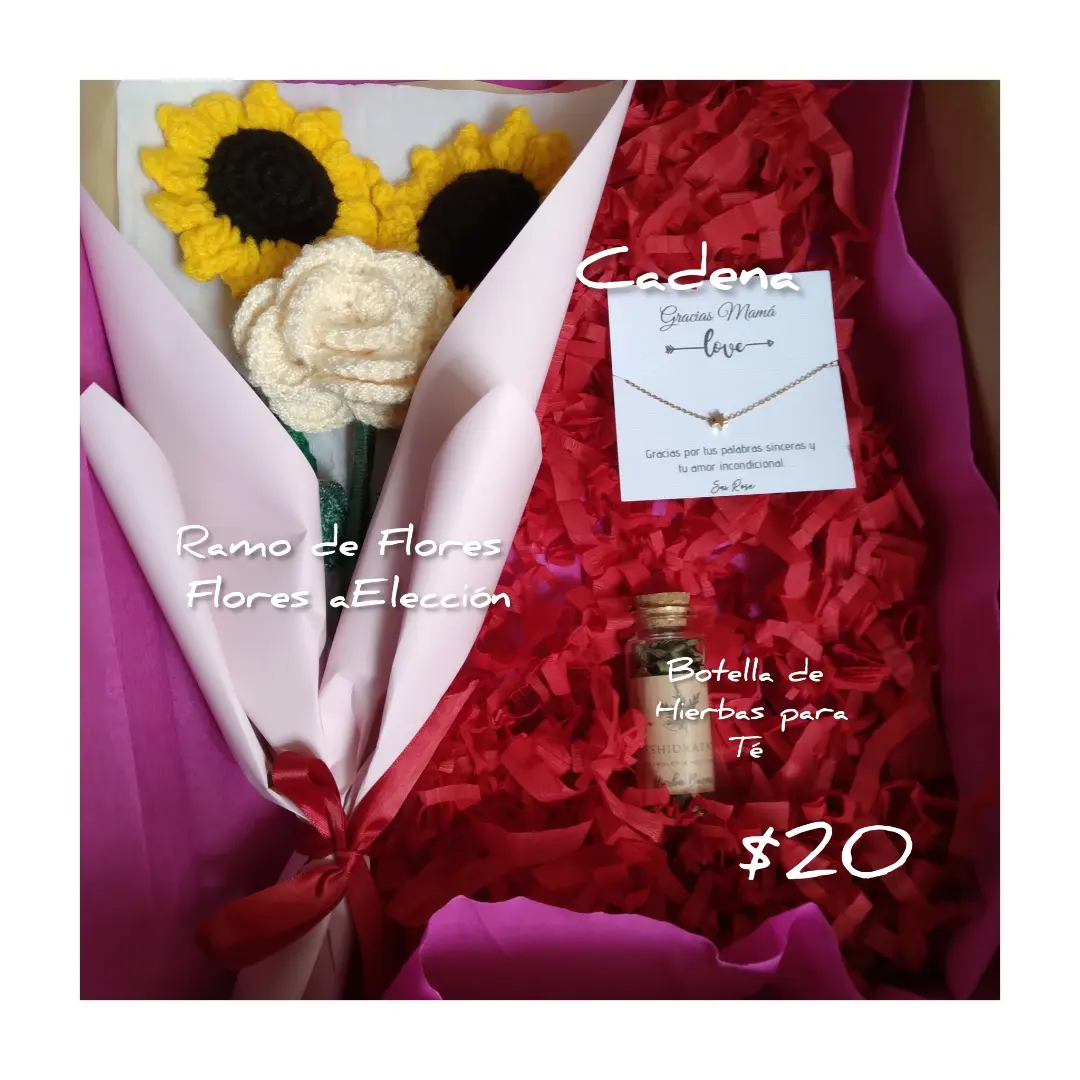 Cadena
Gracias Mamá
love
Gracias por tus palabras sinceras y
tu amor incondicional.
Ramo de Flores
Flores aElección
Botella de
Hierbas para
Té
$20